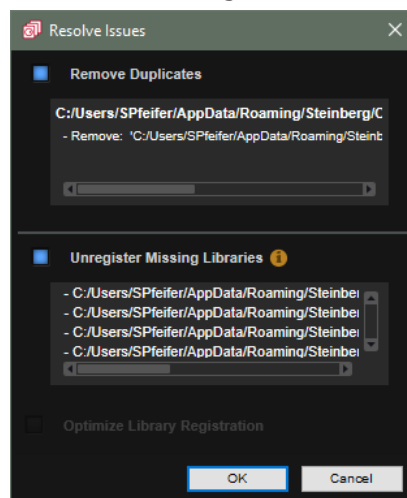 Resolve Issues
Remove Duplicates
C:/Users/SPfeifer/AppData/Roaming/Steinberg/C
- Remove: 'C:/Users/SPfeifer/AppData/Roaming/Steinb
Unregister Missing Libraries
- C:/Users/SPfeifer/AppData/Roaming/Steinber
- C:/Users/SPfeifer/AppData/Roaming/Steinber
- C:/Users/SPfeifer/AppData/Roaming/Steinber
- C:/Users/SPfeifer/AppData/Roaming/Steinber
Optimize Library Registration
OK Cancel